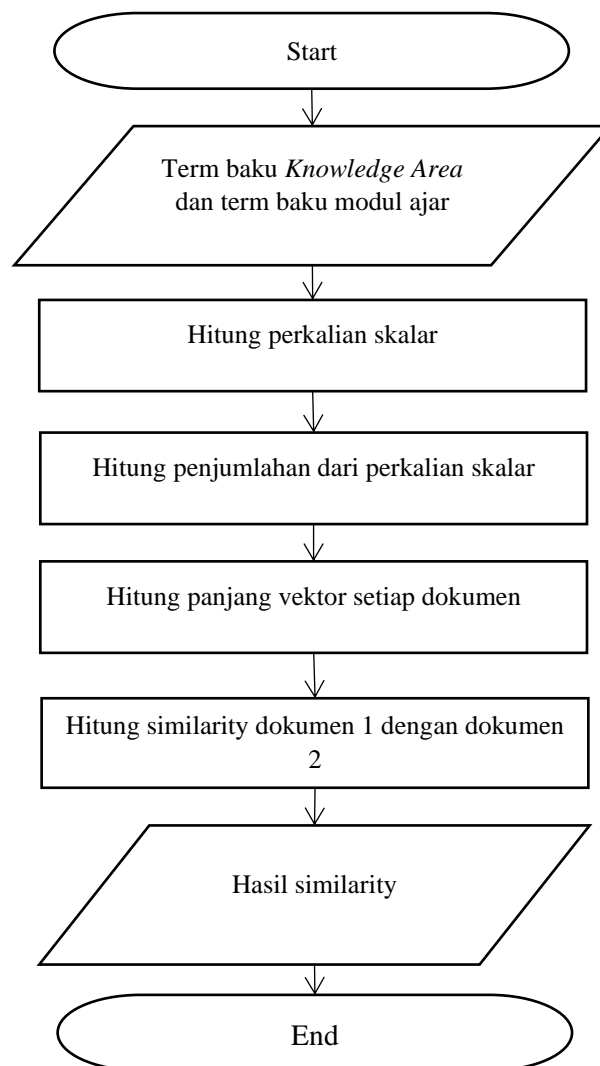 Start
Term baku Knowledge Area
dan term baku modul ajar
Hitung perkalian skalar
Hitung penjumlahan dari perkalian skalar
Hitung panjang vektor setiap dokumen
Hitung similarity dokumen 1 dengan dokumen
2
Hasil similarity
End